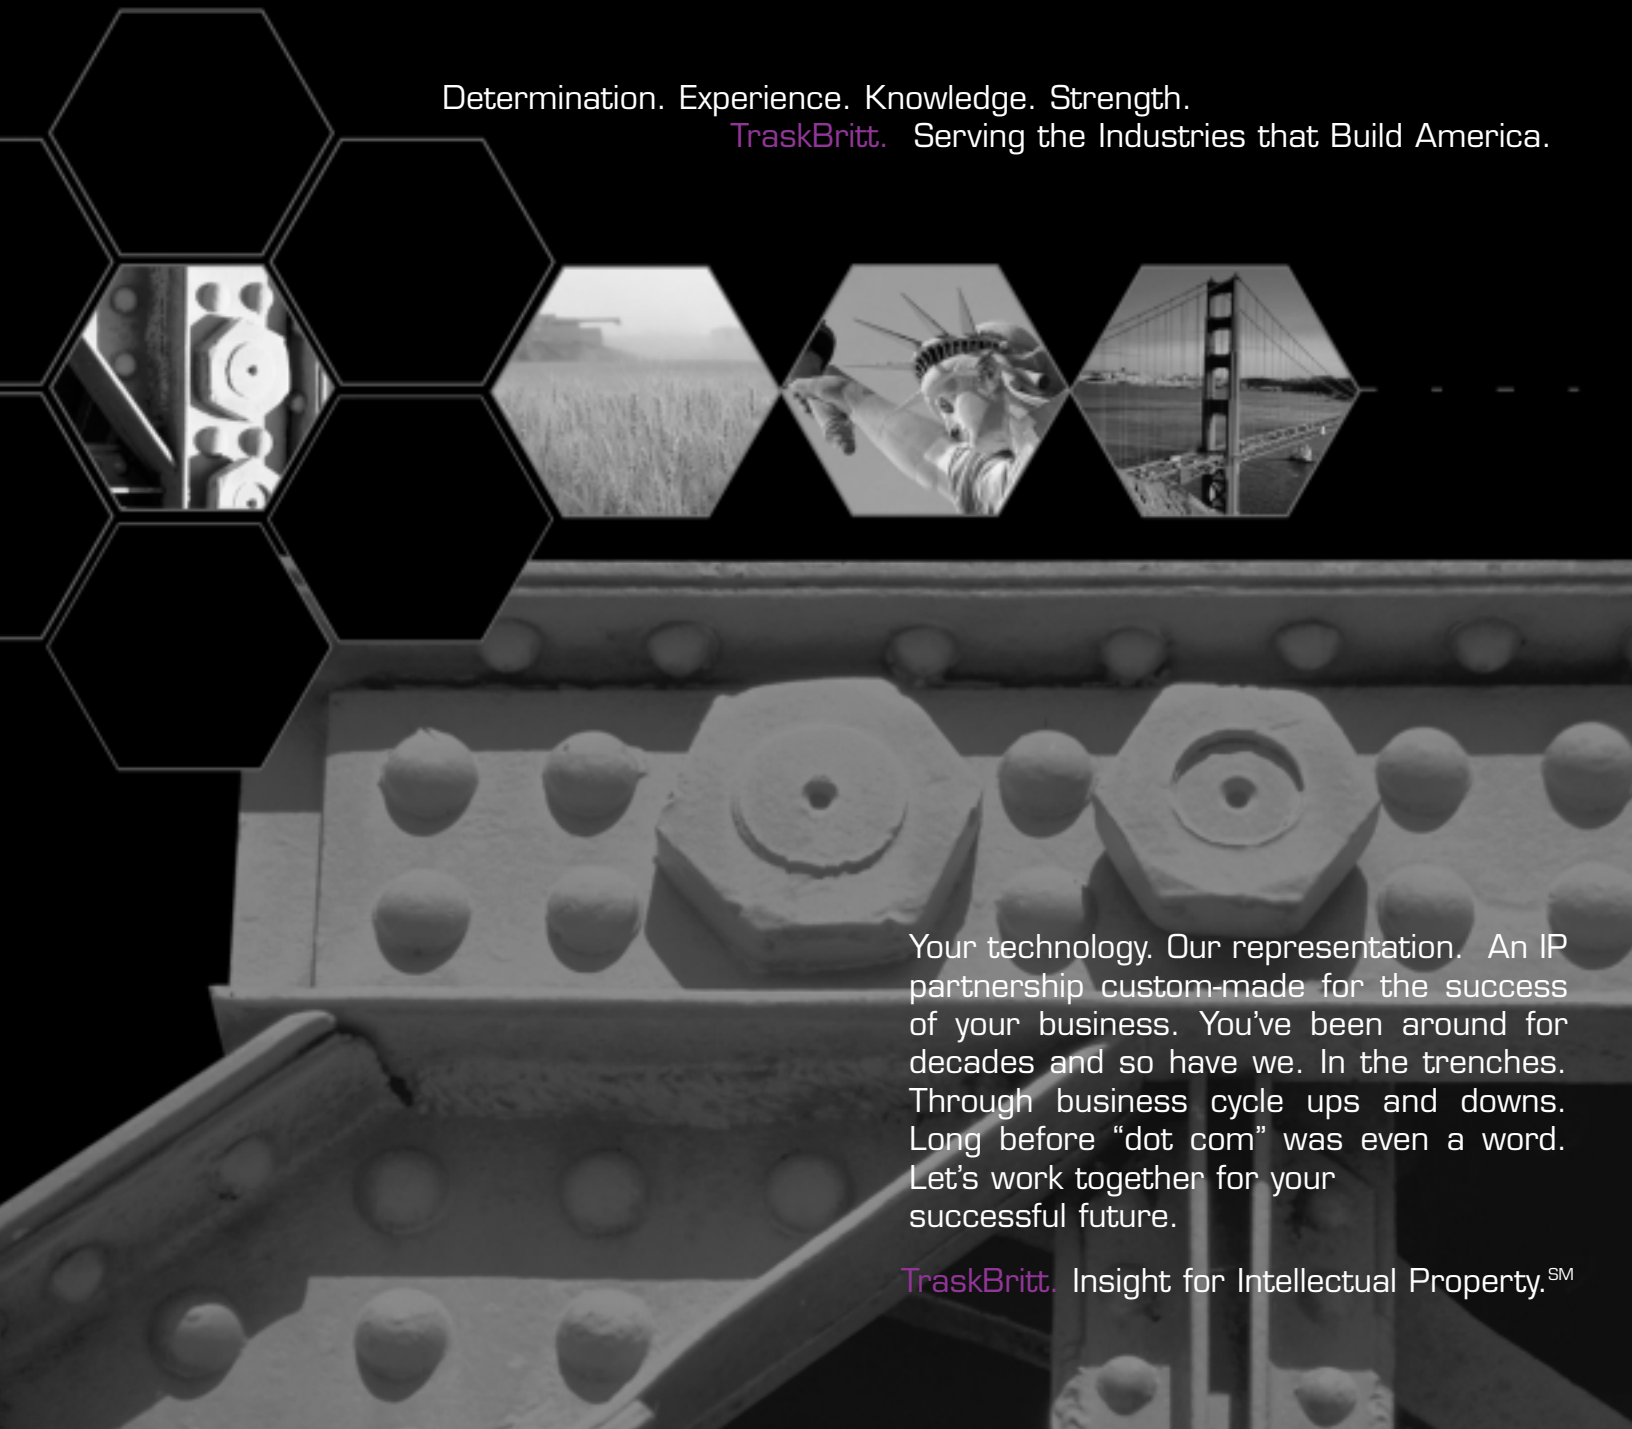 Determination. Experience. Knowledge. Strength.
TraskBritt. Serving the Industries that Build America.
Your technology. Our representation. An IP
partnership custom-made for the success
of your business. You’ve been around for
decades and so have we. In the trenches.
Through business cycle ups and downs.
Long before “dot com” was even a word.
Let’s work together for your
successful future.
TraskBritt. Insight for Intellectual Property.℠